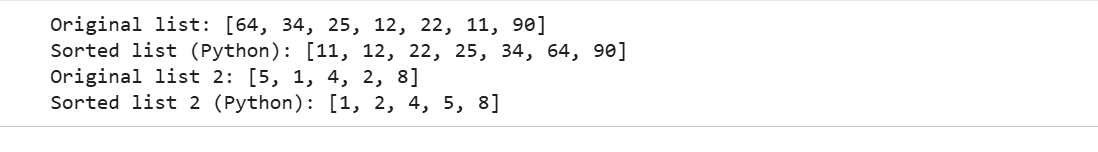 Original list: [64, 34, 25, 12, 22, 11, 90]
Sorted list (Python): [11, 12, 22, 25, 34, 64, 90]
Original list 2: [5, 1, 4, 2, 8]
Sorted list 2 (Python): [1, 2, 4, 5, 8]